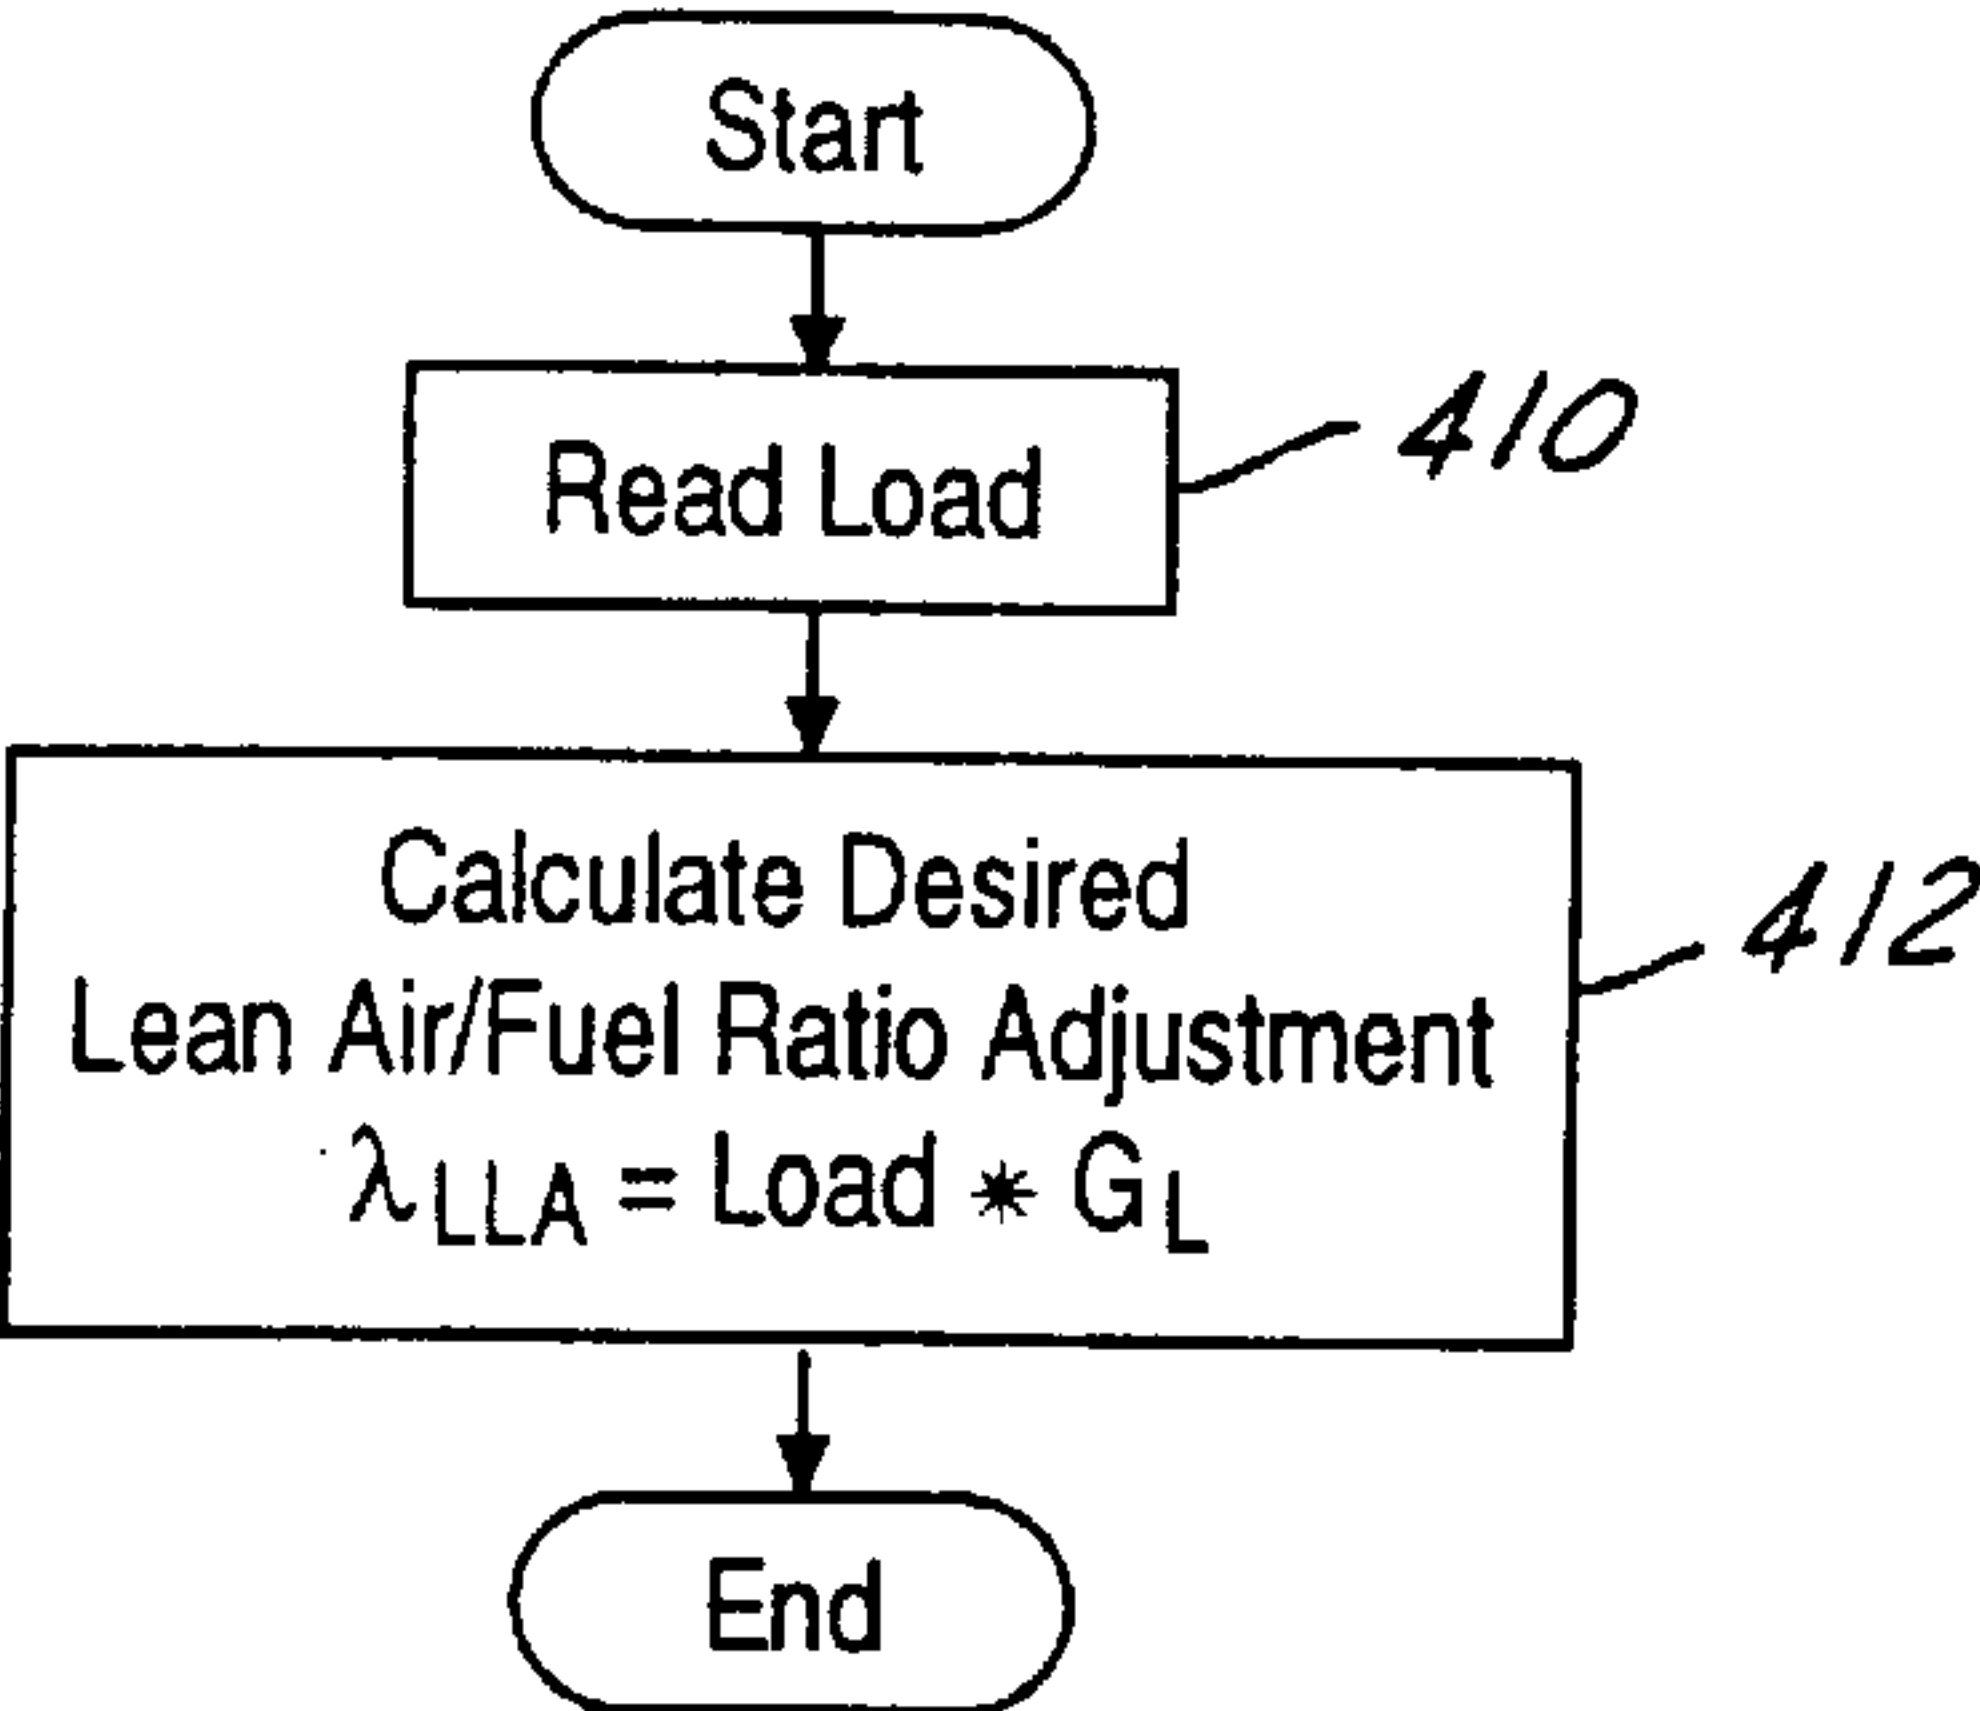 Start
Read Load
410
Calculate Desired
Lean Air/Fuel Ratio Adjustment
λLLA = Load * GL
412
End